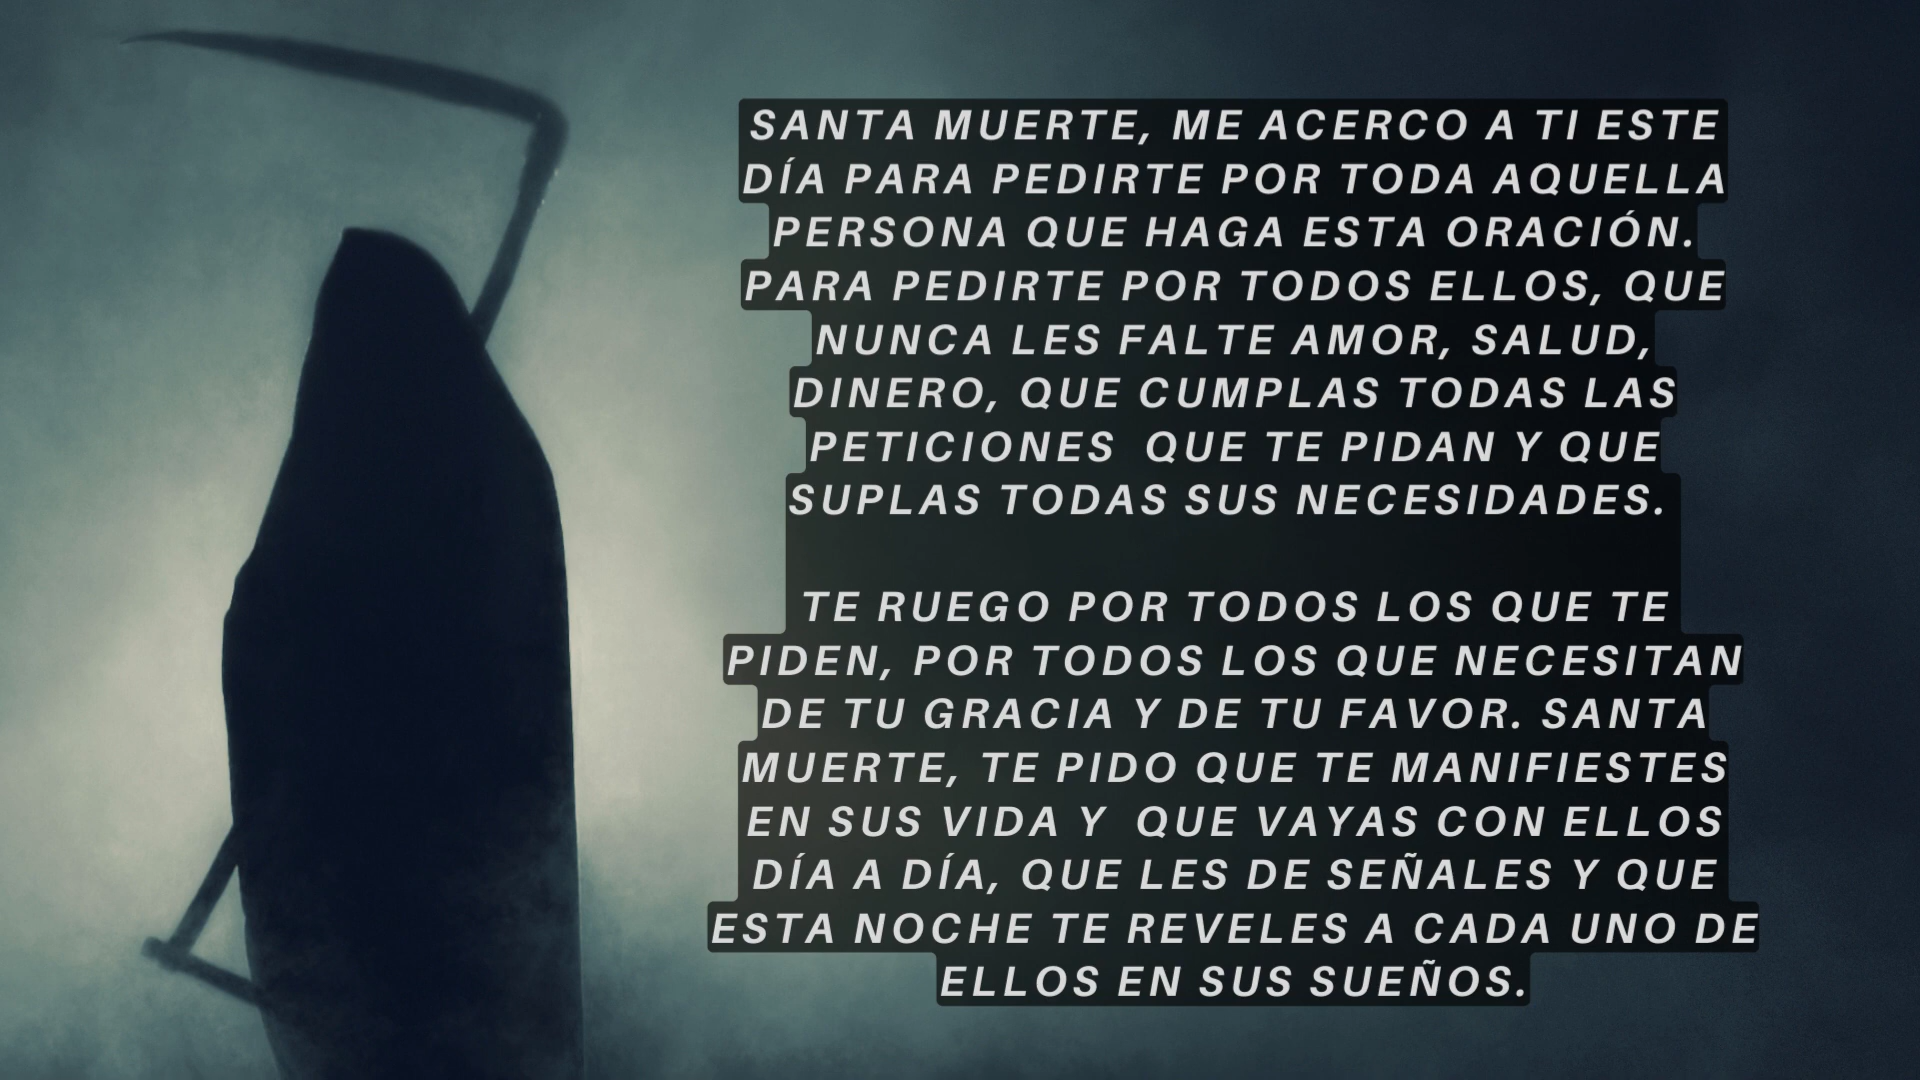 SANTA MUERTE, ME ACERCO A TI ESTE
DÍA PARA PEDIRTE POR TODA AQUELLA
PERSONA QUE HAGA ESTA ORACIÓN.
PARA PEDIRTE POR TODOS ELLOS, QUE
NUNCA LES FALTE AMOR, SALUD,
DINERO, QUE CUMPLAS TODAS LAS
PETICIONES  QUE TE PIDAN Y QUE
SUPLAS TODAS SUS NECESIDADES.
TE RUEGO POR TODOS LOS QUE TE
PIDEN, POR TODOS LOS QUE NECESITAN
DE TU GRACIA Y DE TU FAVOR. SANTA
MUERTE, TE PIDO QUE TE MANIFIESTES
EN SUS VIDA Y  QUE VAYAS CON ELLOS
DÍA A DÍA, QUE LES DE SEÑALES Y QUE
ESTA NOCHE TE REVELES A CADA UNO DE
ELLOS EN SUS SUEÑOS.